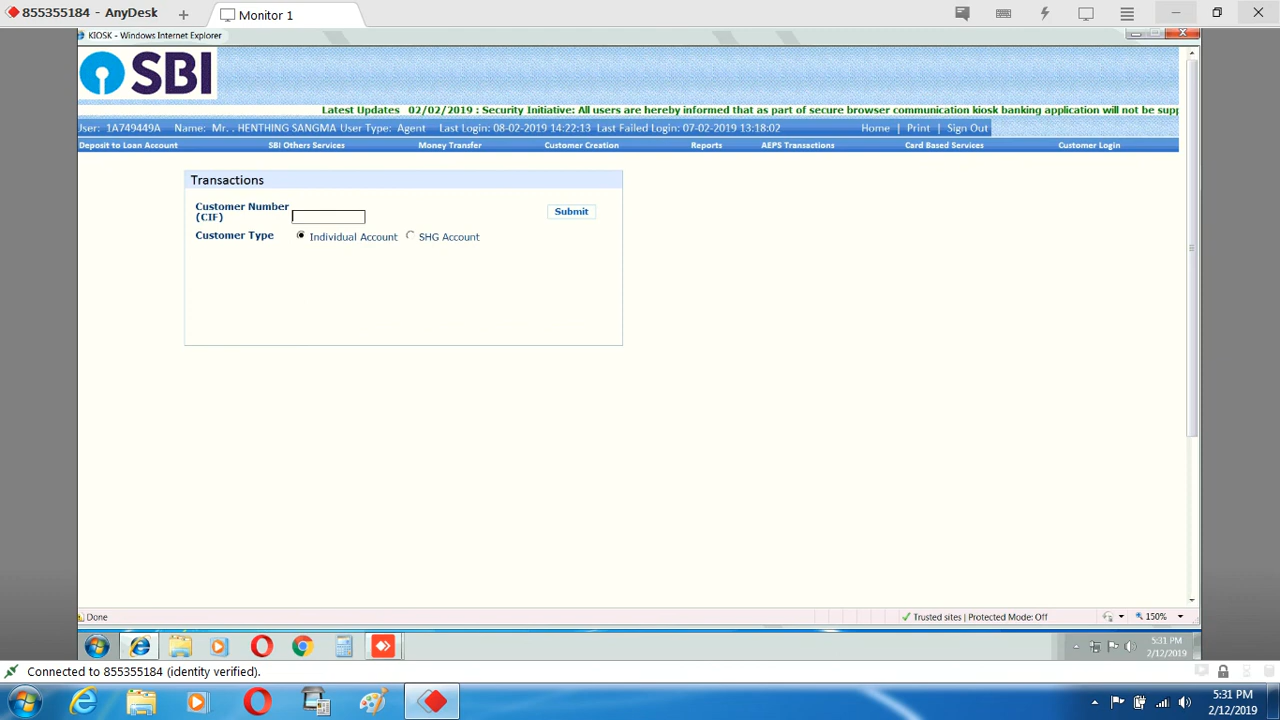 855355184 - AnyDesk
Monitor 1
KIOSK - Windows Internet Explorer
SBI
Latest Updates 02/02/2019 : Security Initiative: All users are hereby informed that as part of secure browser communication kiosk banking application will not be supp
User: 1A749449A Name: Mr. . HENTHING SANGMA User Type: Agent Last Login: 08-02-2019 14:22:13 Last Failed Login: 07-02-2019 13:18:02 Home | Print | Sign Out
Deposit to Loan Account SBI Others Services Money Transfer Customer Creation Reports AEPS Transactions Card Based Services Customer Login
Transactions
Customer Number (CIF)
Submit
Customer Type Individual Account SHG Account
Done
Trusted sites | Protected Mode: Off
150%
5:31 PM
2/12/2019
Connected to 855355184 (identity verified).
5:31 PM
2/12/2019